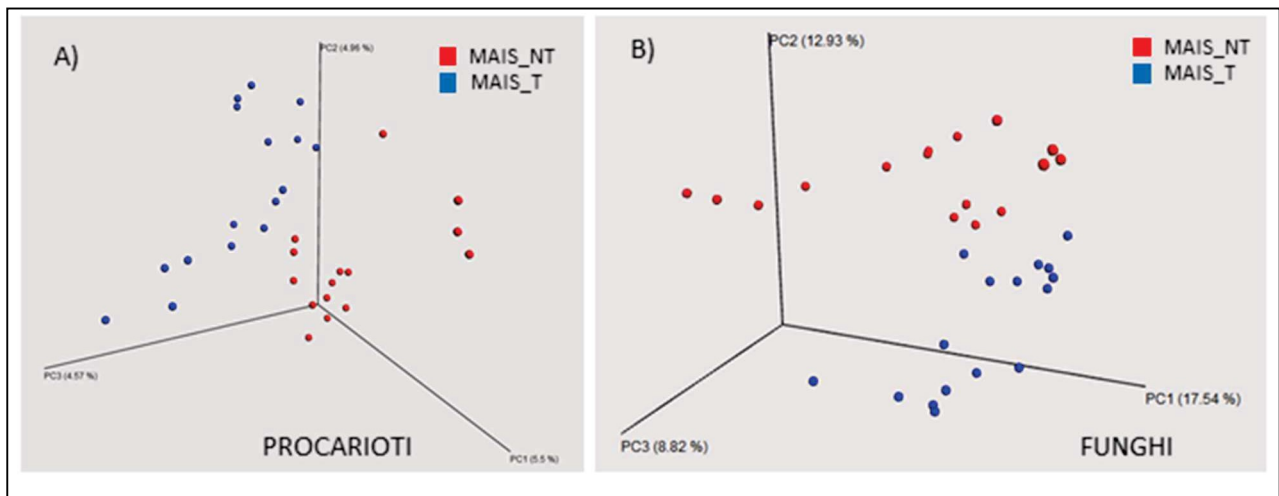 A)
PC2 (4.95 %)
MAIS_NT
MAIS_T
PC3 (4.57 %)
PROCARIOTI
PC1 (5.5 %)
B)
PC2 (12.93 %)
MAIS_NT
MAIS_T
PC1 (17.54 %)
PC3 (8.82 %)
FUNGHI